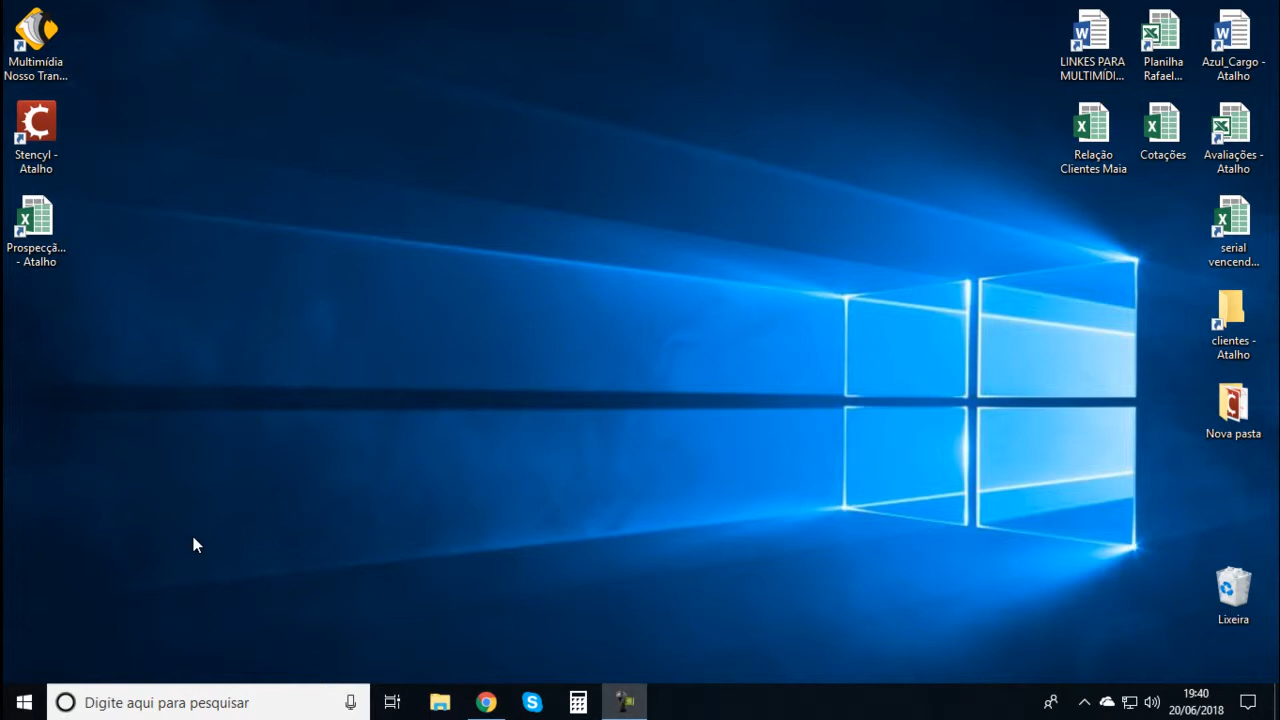 Multimídia
Nosso Tran...
Stencyl -
Atalho
Prospecçã...
- Atalho
LINKES PARA
MULTIMÍDI...
Planilha
Rafael...
Azul_Cargo -
Atalho
Relação
Clientes Maia
Cotações
Avaliações -
Atalho
serial
vencend...
clientes -
Atalho
Nova pasta
Lixeira
Digite aqui para pesquisar
19:40
20/06/2018